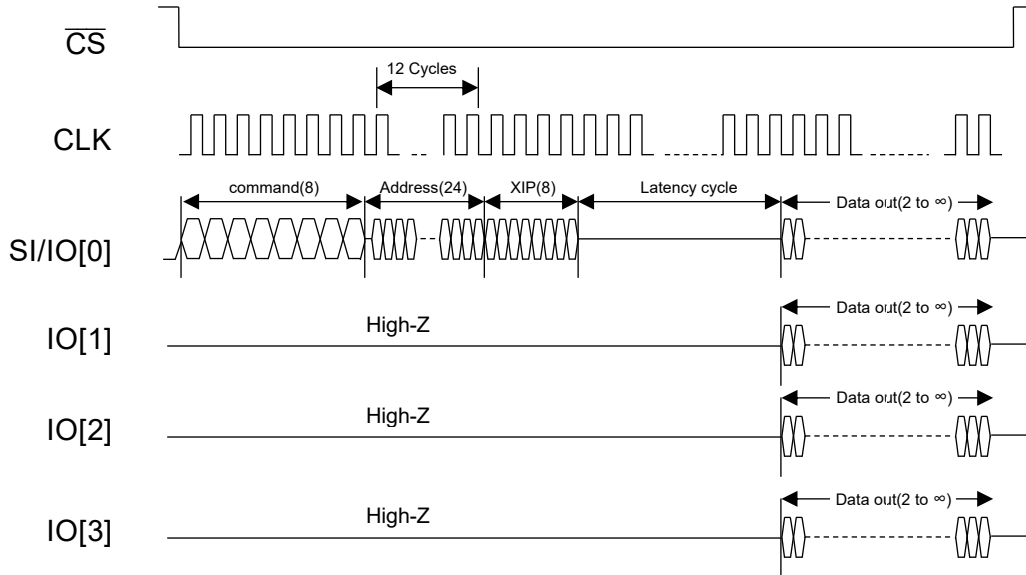 CS
12 Cycles
CLK
command(8) Address(24) XIP(8) Latency cycle Data out(2 to ∞)
SI/IO[0]
Data out(2 to ∞)
IO[1] High-Z
Data out(2 to ∞)
IO[2] High-Z
Data out(2 to ∞)
IO[3] High-Z